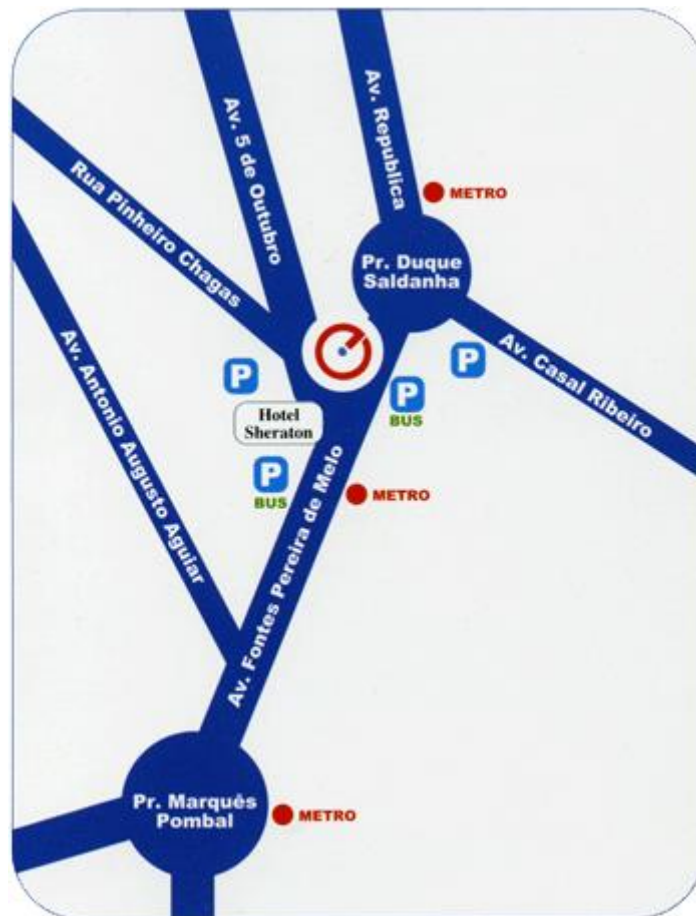 Av. Republica
Av. 5 de Outubro
METRO
Rua Pinheiro Chagas
Pr. Duque
Saldanha
Av. Casal Ribeiro
P
P
P
BUS
Hotel
Sheraton
Av. Antonio Augusto Aguiar
P
BUS
METRO
Av. Fontes Pereira de Melo
Pr. Marquês
Pombal
METRO